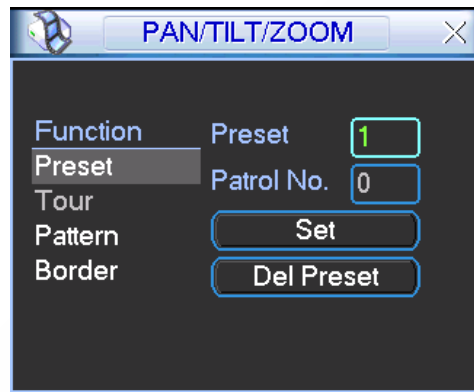 PAN/TILT/ZOOM
Function
Preset
Tour
Pattern
Border
Preset 1
Patrol No. 0
Set
Del Preset